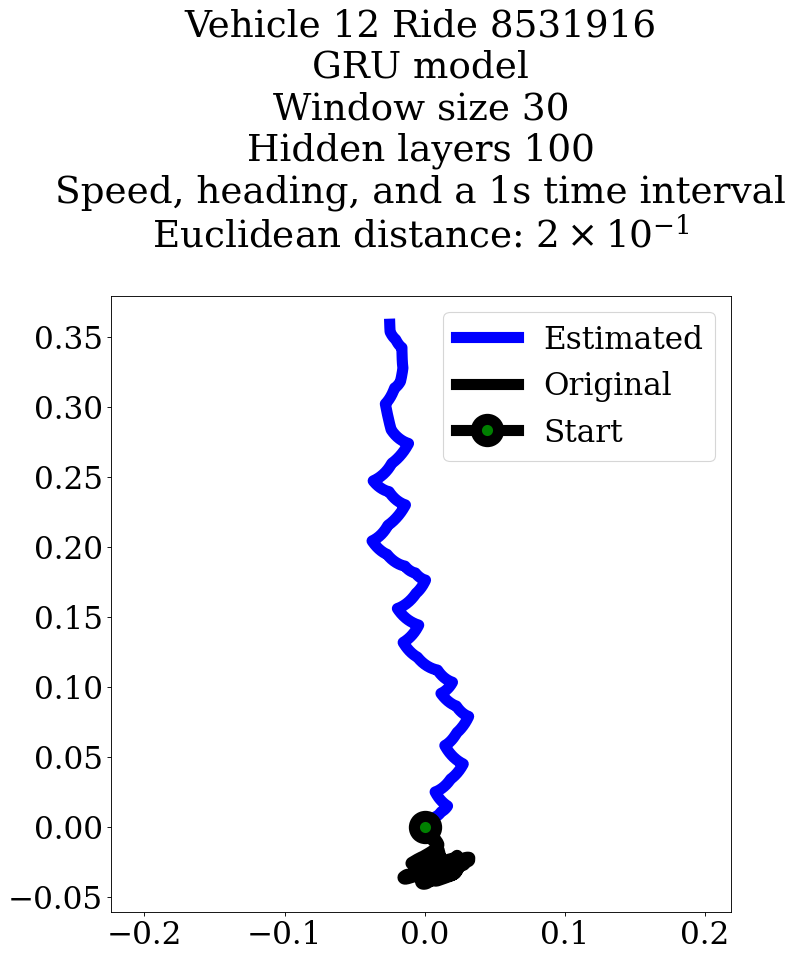 Vehicle 12 Ride 8531916
GRU model
Window size 30
Hidden layers 100
Speed, heading, and a 1s time interval
Euclidean distance: 2 × 10⁻¹
Estimated
Original
Start
0.35
0.30
0.25
0.20
0.15
0.10
0.05
0.00
−0.05
−0.2 −0.1 0.0 0.1 0.2